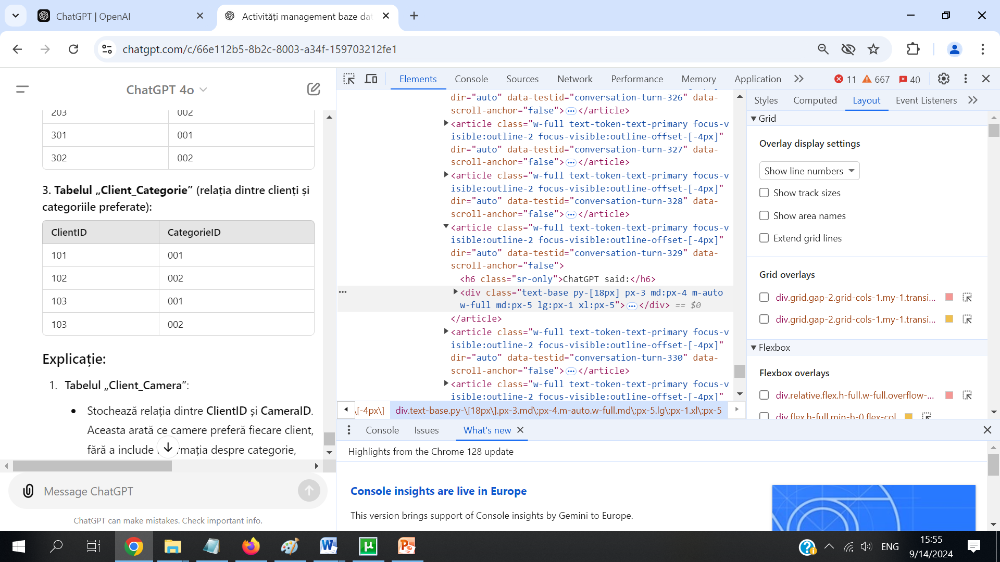 ChatGPT | OpenAI
Activități management baze dat
chatgpt.com/c/66e112b5-8b2c-8003-a34f-159703212fe1
ChatGPT 4o
203 002
301 001
302 002
3. Tabelul „Client_Categorie” (relația dintre clienți și
categoriile preferate):
ClientID CategorieID
101 001
102 002
103 001
103 002
Explicație:
1. Tabelul „Client_Camera”:
• Stochează relația dintre ClientID și CameraID.
Aceasta arată ce camere preferă fiecare client,
fără a include despre categorie,
Message ChatGPT
ChatGPT can make mistakes. Check important info.
Elements Console Sources Network Performance Memory Application 11 667 40
dir="auto" data-testid="conversation-turn-326" data-
scroll-anchor="false">…</article>
<article class="w-full text-token-text-primary focus-v
isible:outline-2 focus-visible:outline-offset-[-4px]"
dir="auto" data-testid="conversation-turn-327" data-
scroll-anchor="false">…</article>
<article class="w-full text-token-text-primary focus-v
isible:outline-2 focus-visible:outline-offset-[-4px]"
dir="auto" data-testid="conversation-turn-328" data-
scroll-anchor="false">…</article>
<article class="w-full text-token-text-primary focus-v
isible:outline-2 focus-visible:outline-offset-[-4px]"
dir="auto" data-testid="conversation-turn-329" data-
scroll-anchor="false">
<h6 class="sr-only">ChatGPT said:</h6>
<div class="text-base py-[18px] px-3 md:px-4 m-auto
w-full md:px-5 lg:px-1 xl:px-5">…</div> == $0
</article>
<article class="w-full text-token-text-primary focus-v
isible:outline-2 focus-visible:outline-offset-[-4px]"
dir="auto" data-testid="conversation-turn-330" data-
scroll-anchor="false">…</article>
<article class="w-full text-token-text-primary focus-v
isible:outline-2 focus-visible:outline-offset-[-4px]"
\[-4px\] div.text-base.py-\[18px\].px-3.md\:px-4.m-auto.w-full.md\:px-5.lg\:px-1.xl\:px-5
Styles Computed Layout Event Listeners
Grid
Overlay display settings
Show line numbers
Show track sizes
Show area names
Extend grid lines
Grid overlays
div.grid.gap-2.grid-cols-1.my-1.transi...
div.grid.gap-2.grid-cols-1.my-1.transi...
Flexbox
Flexbox overlays
div.relative.flex.h-full.w-full.overflow-...
div.flex.h-full.min-h-0.flex-col
Console Issues What's new
Highlights from the Chrome 128 update
Console insights are live in Europe
This version brings support of Console insights by Gemini to Europe.
ENG
15:55
9/14/2024